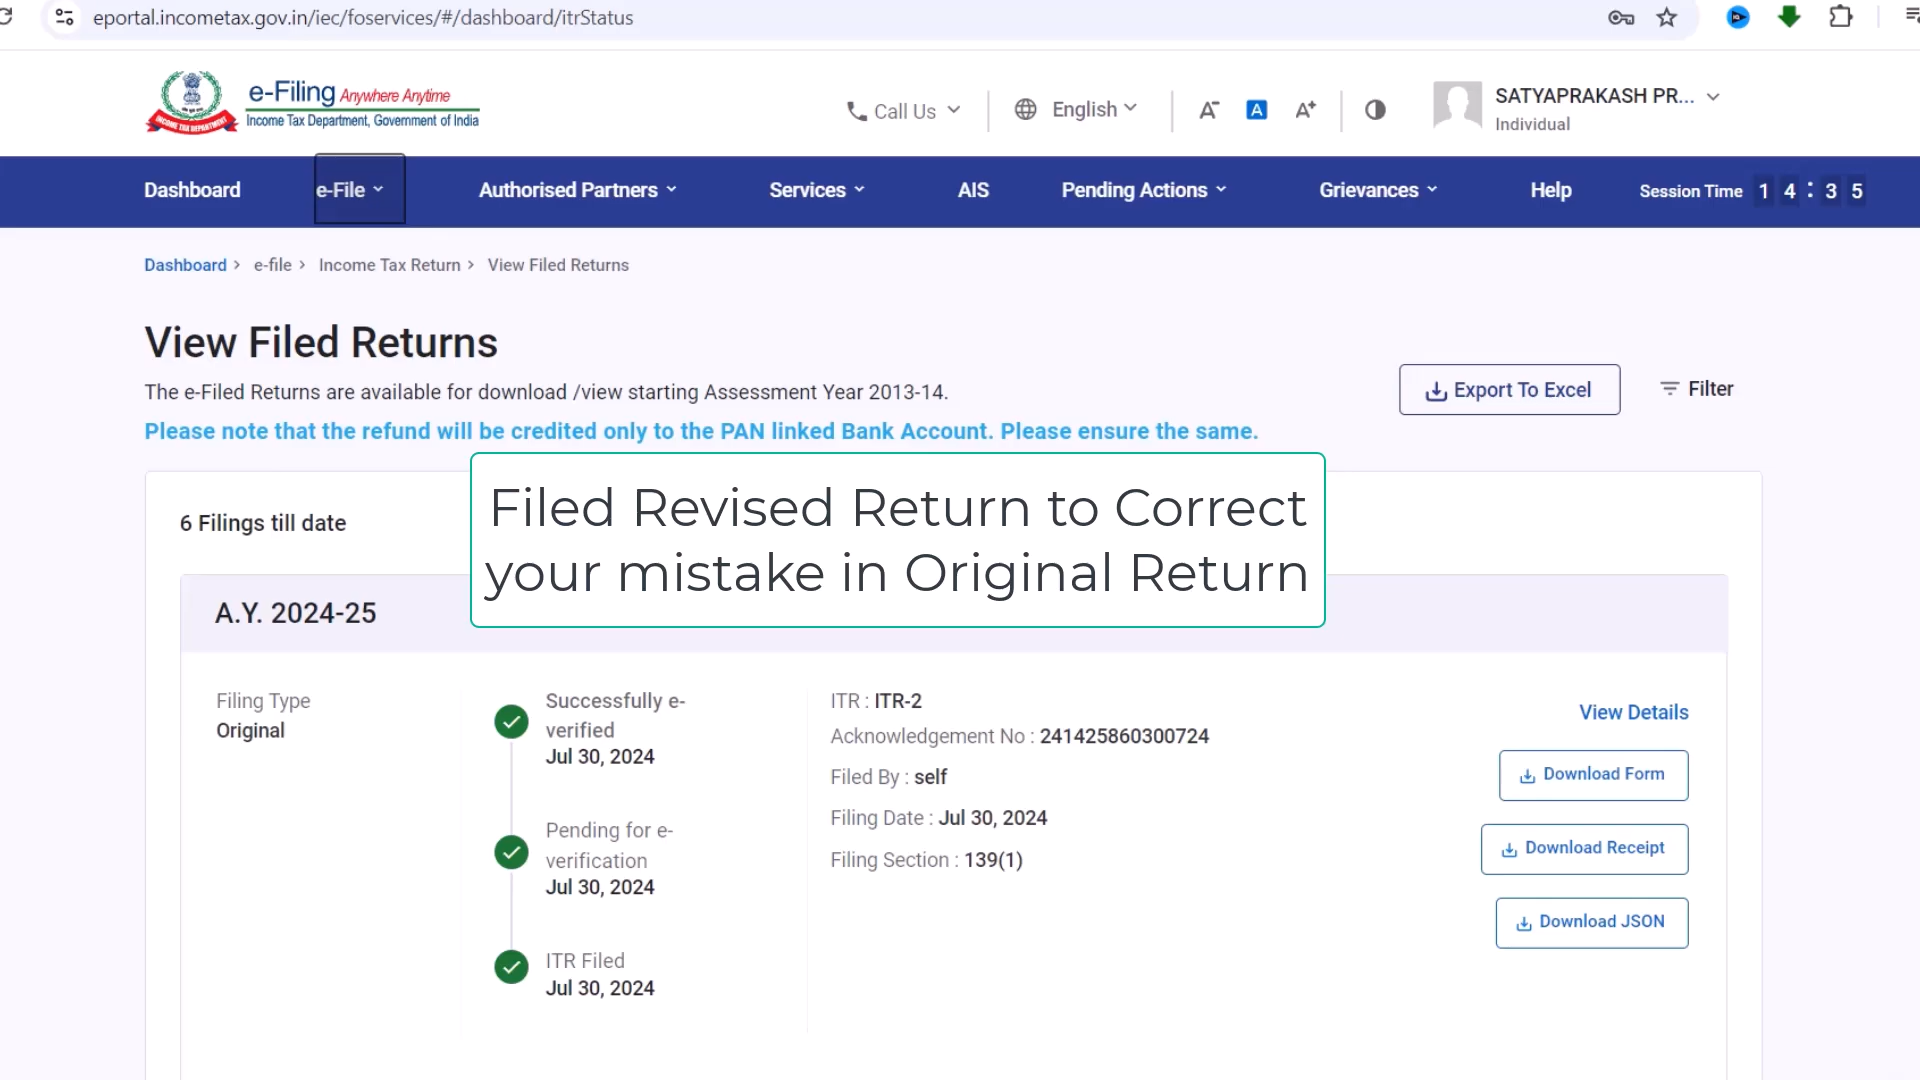 eportal.incometax.gov.in/iec/foservices/#/dashboard/itrStatus
e-Filing Anywhere Anytime
Income Tax Department, Government of India
INCOME TAX DEPARTMENT
Call Us
English
A-
A
A+
SATYAPRAKASH PR...
Individual
Dashboard
e-File
Authorised Partners
Services
AIS
Pending Actions
Grievances
Help
Session Time 1 4 : 3 5
Dashboard > e-file > Income Tax Return > View Filed Returns
View Filed Returns
The e-Filed Returns are available for download /view starting Assessment Year 2013-14.
Please note that the refund will be credited only to the PAN linked Bank Account. Please ensure the same.
Export To Excel
Filter
6 Filings till date
Filed Revised Return to Correct
your mistake in Original Return
A.Y. 2024-25
Filing Type
Original
Successfully e-
verified
Jul 30, 2024
Pending for e-
verification
Jul 30, 2024
ITR Filed
Jul 30, 2024
ITR : ITR-2
Acknowledgement No : 241425860300724
Filed By : self
Filing Date : Jul 30, 2024
Filing Section : 139(1)
View Details
Download Form
Download Receipt
Download JSON